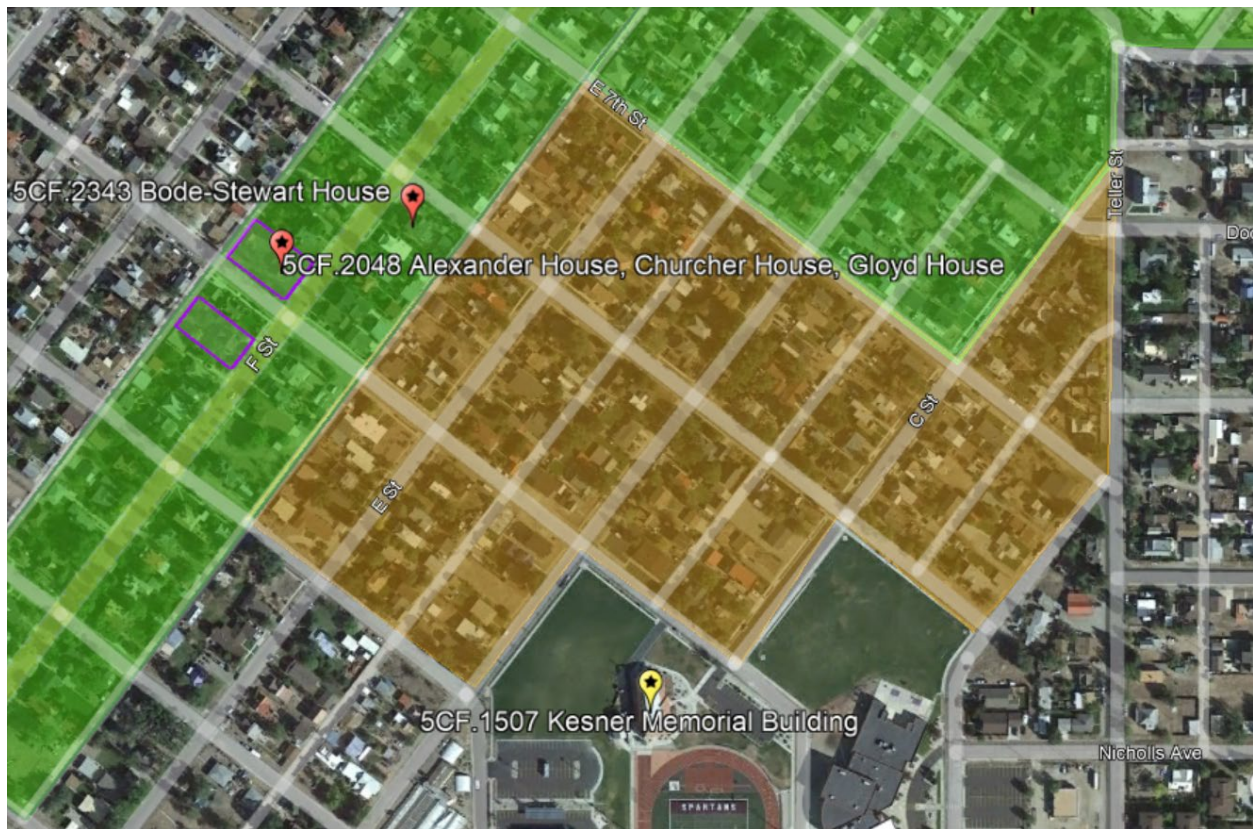 E 7th St
Teller St
5CF.2343 Bode-Stewart House
Doc
5CF.2048 Alexander House, Churcher House, Gloyd House
F St
C St
E St
5CF.1507 Kesner Memorial Building
Nicholls Ave
SPARTANS